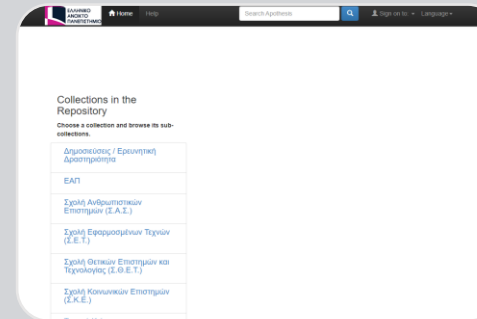 ΕΛΛΗΝΙΚΟ
ΑΝΟΙΚΤΟ
ΠΑΝΕΠΙΣΤΗΜΙΟ
Home Help Search Apothesis Sign on to: Language
Collections in the
Repository
Choose a collection and browse its sub-
collections.
Δημοσιεύσεις / Ερευνητική
Δραστηριότητα
ΕΑΠ
Σχολή Ανθρωπιστικών
Επιστημών (Σ.Α.Σ.)
Σχολή Εφαρμοσμένων Τεχνών
(Σ.Ε.Τ.)
Σχολή Θετικών Επιστημών και
Τεχνολογίας (Σ.Θ.Ε.Τ.)
Σχολή Κοινωνικών Επιστημών
(Σ.Κ.Ε.)